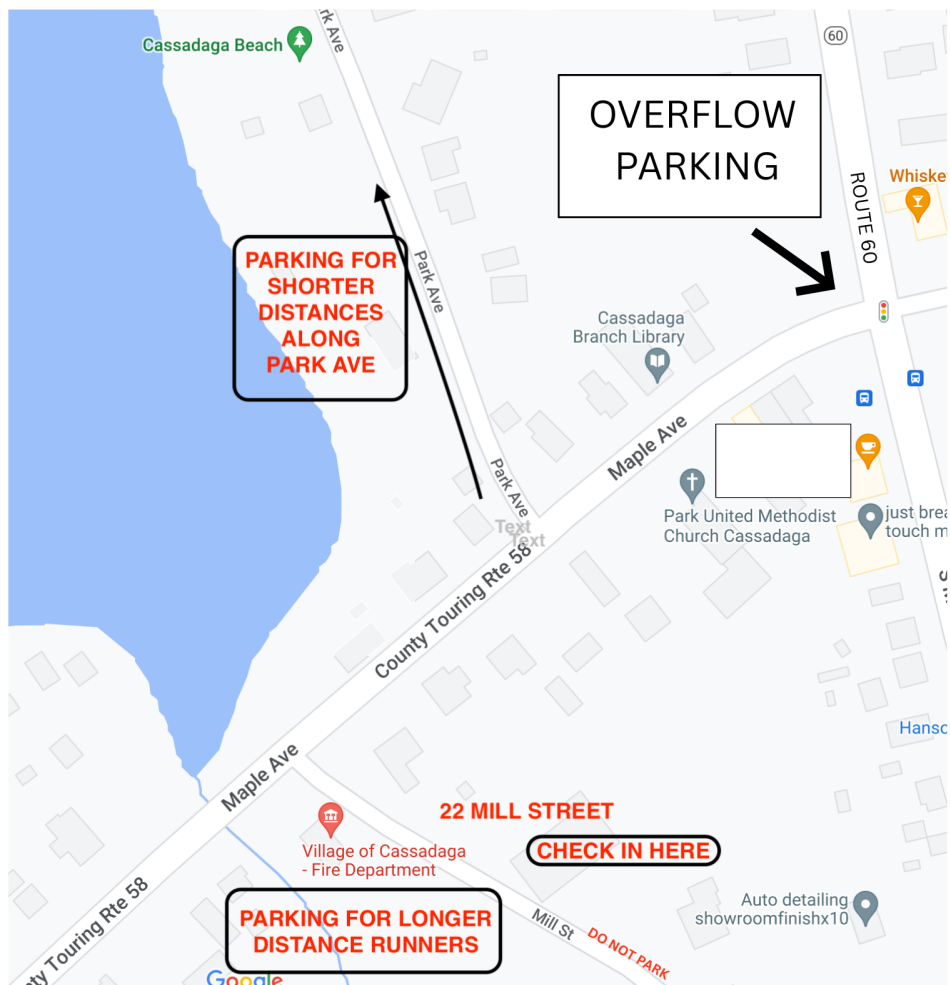 Park Ave
Cassadaga Beach
60
OVERFLOW
PARKING
Whiske
ROUTE 60
PARKING FOR
SHORTER
DISTANCES
ALONG
PARK AVE
Park Ave
Cassadaga
Branch Library
Maple Ave
Park Ave
Park United Methodist
Church Cassadaga
just brea
touch m
Text
Text
County Touring Rte 58
S M
Hanso
Maple Ave
22 MILL STREET
CHECK IN HERE
Village of Cassadaga
- Fire Department
PARKING FOR LONGER
DISTANCE RUNNERS
Mill St
DO NOT PARK
Auto detailing
showroomfinishx10
nty Touring Rte 58
Google